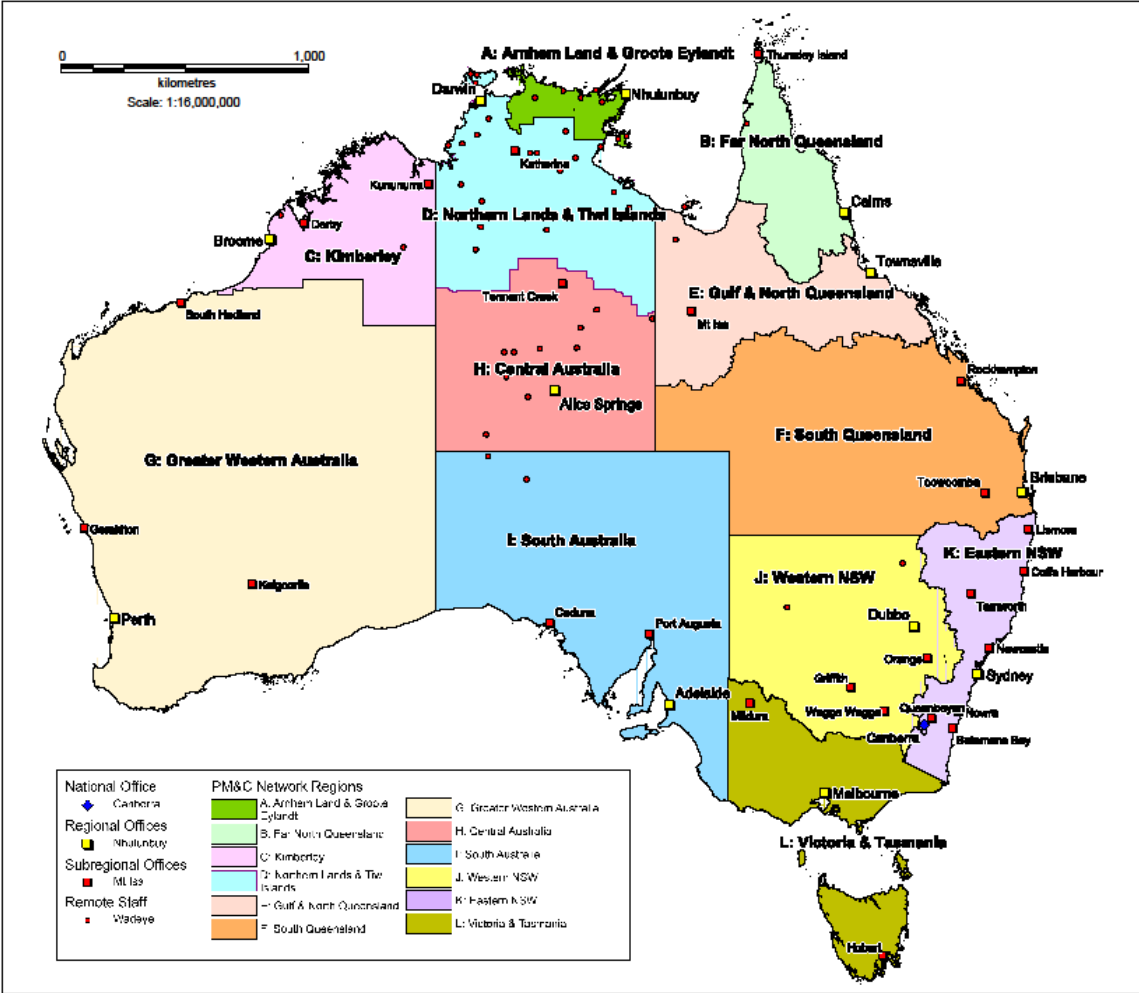 0 1,000
kilometres
Scale: 1:16,000,000
A: Arnhem Land & Groote Eylandt
Thursday Island
Darwin
Nhulunbuy
B: Far North Queensland
Katherine
Kununurra
D: Northern Lands & Tiwi Islands
Cairns
Derby
Broome
C: Kimberley
Townsville
E: Gulf & North Queensland
Tennant Creek
South Hedland
Mt Isa
H: Central Australia
Rockhampton
Alice Springs
F: South Queensland
G: Greater Western Australia
Toowoomba
Brisbane
Geraldton
Lismore
I: South Australia
K: Eastern NSW
Coffs Harbour
J: Western NSW
Kalgoorlie
Tamworth
Perth
Ceduna
Dubbo
Port Augusta
Newcastle
Orange
Sydney
Griffith
Adelaide
Mildura
Wagga Wagga
Queanbeyan
Nowra
Canberra
Batemans Bay
Melbourne
L: Victoria & Tasmania
Hobart
National Office
Canberra
Regional Offices
Nhulunbuy
Subregional Offices
Mt Isa
Remote Staff
Wadeye
PM&C Network Regions
A: Arnhem Land & Groote
Eylandt
B: Far North Queensland
C: Kimberley
D: Northern Lands & Tiwi
Islands
E: Gulf & North Queensland
F: South Queensland
G: Greater Western Australia
H: Central Australia
I: South Australia
J: Western NSW
K: Eastern NSW
L: Victoria & Tasmania